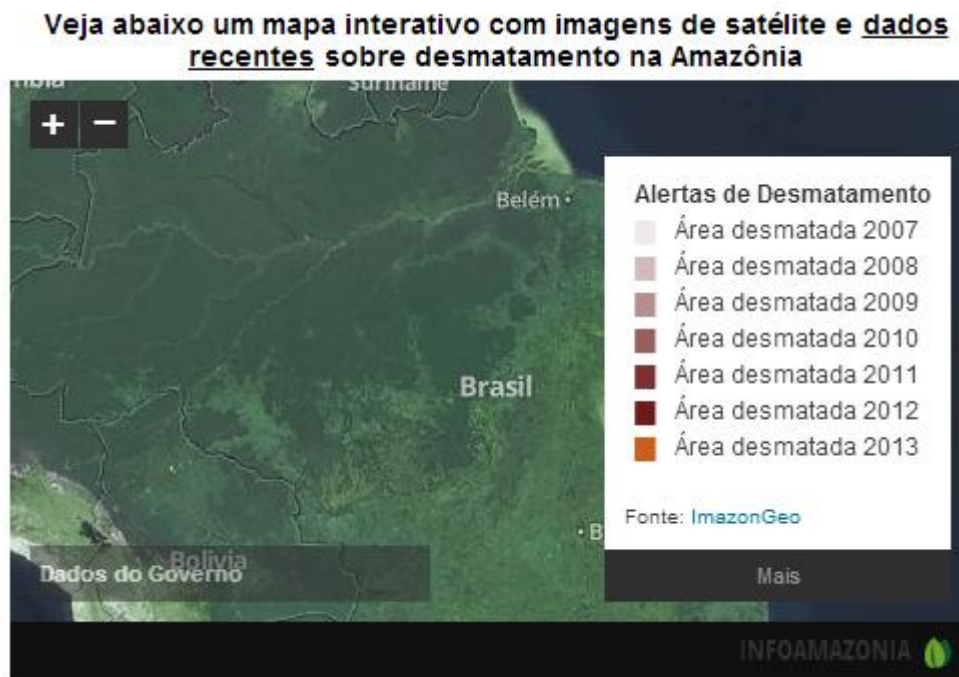 Veja abaixo um mapa interativo com imagens de satélite e dados
recentes sobre desmatamento na Amazônia
Suriname
+ −
Belém
Brasil
Bolívia
Alertas de Desmatamento
Área desmatada 2007
Área desmatada 2008
Área desmatada 2009
Área desmatada 2010
Área desmatada 2011
Área desmatada 2012
Área desmatada 2013
Fonte: ImazonGeo
B
Dados do Governo
Mais
INFOAMAZONIA